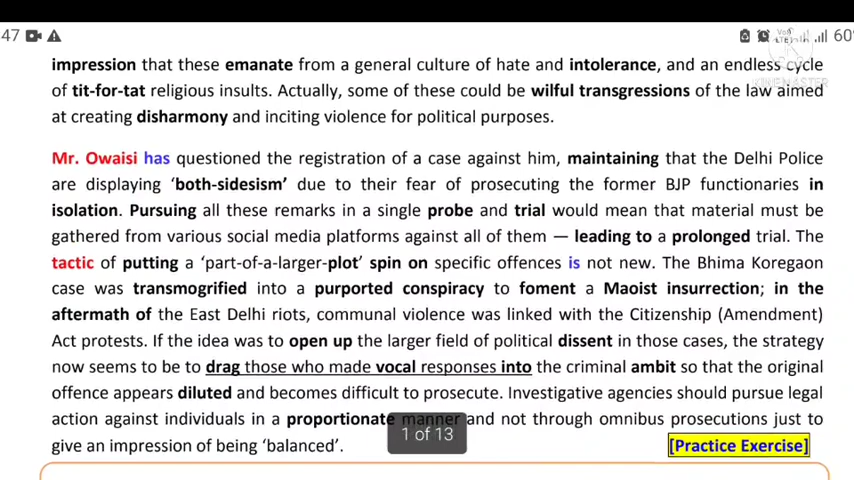 47
60%
impression that these emanate from a general culture of hate and intolerance, and an endless cycle
KINEMASTER
of tit-for-tat religious insults. Actually, some of these could be wilful transgressions of the law aimed
at creating disharmony and inciting violence for political purposes.
Mr. Owaisi has questioned the registration of a case against him, maintaining that the Delhi Police
are displaying ‘both-sidesism’ due to their fear of prosecuting the former BJP functionaries in
isolation. Pursuing all these remarks in a single probe and trial would mean that material must be
gathered from various social media platforms against all of them — leading to a prolonged trial. The
tactic of putting a ‘part-of-a-larger-plot’ spin on specific offences is not new. The Bhima Koregaon
case was transmogrified into a purported conspiracy to foment a Maoist insurrection; in the
aftermath of the East Delhi riots, communal violence was linked with the Citizenship (Amendment)
Act protests. If the idea was to open up the larger field of political dissent in those cases, the strategy
now seems to be to drag those who made vocal responses into the criminal ambit so that the original
offence appears diluted and becomes difficult to prosecute. Investigative agencies should pursue legal
action against individuals in a proportionate manner and not through omnibus prosecutions just to
1 of 13
give an impression of being ‘balanced’. [Practice Exercise]